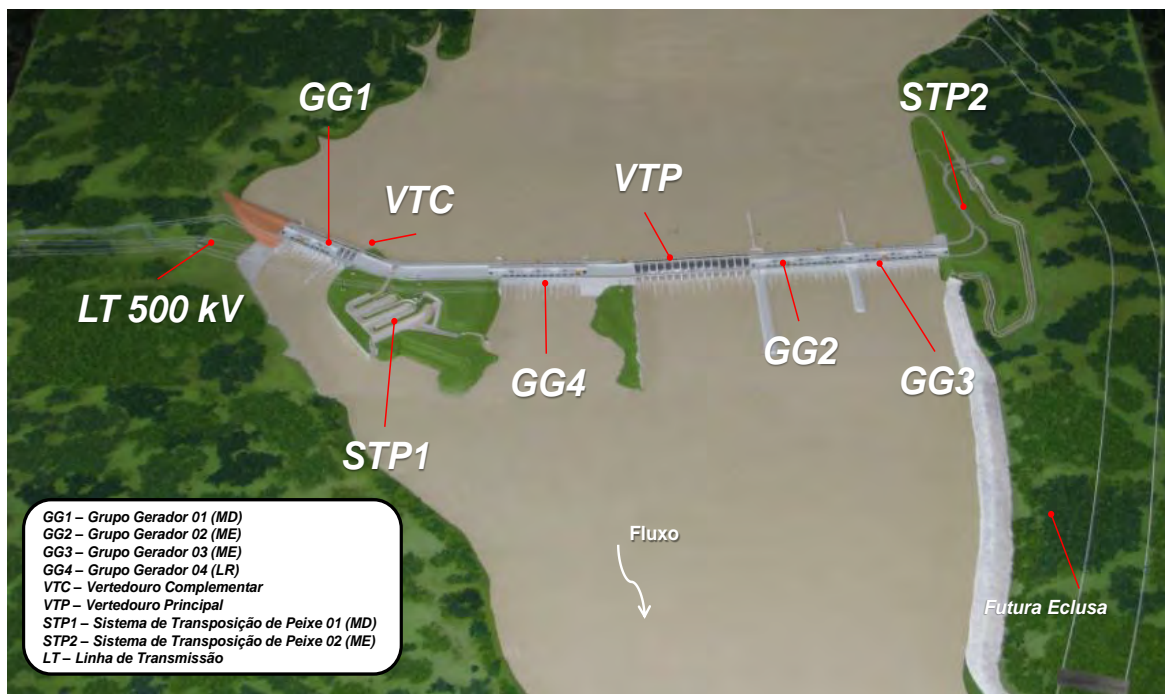 GG1
STP2
VTC
VTP
LT 500 kV
GG2
GG4
GG3
STP1
Fluxo
Futura Eclusa
GG1 – Grupo Gerador 01 (MD)
GG2 – Grupo Gerador 02 (ME)
GG3 – Grupo Gerador 03 (ME)
GG4 – Grupo Gerador 04 (LR)
VTC – Vertedouro Complementar
VTP – Vertedouro Principal
STP1 – Sistema de Transposição de Peixe 01 (MD)
STP2 – Sistema de Transposição de Peixe 02 (ME)
LT – Linha de Transmissão